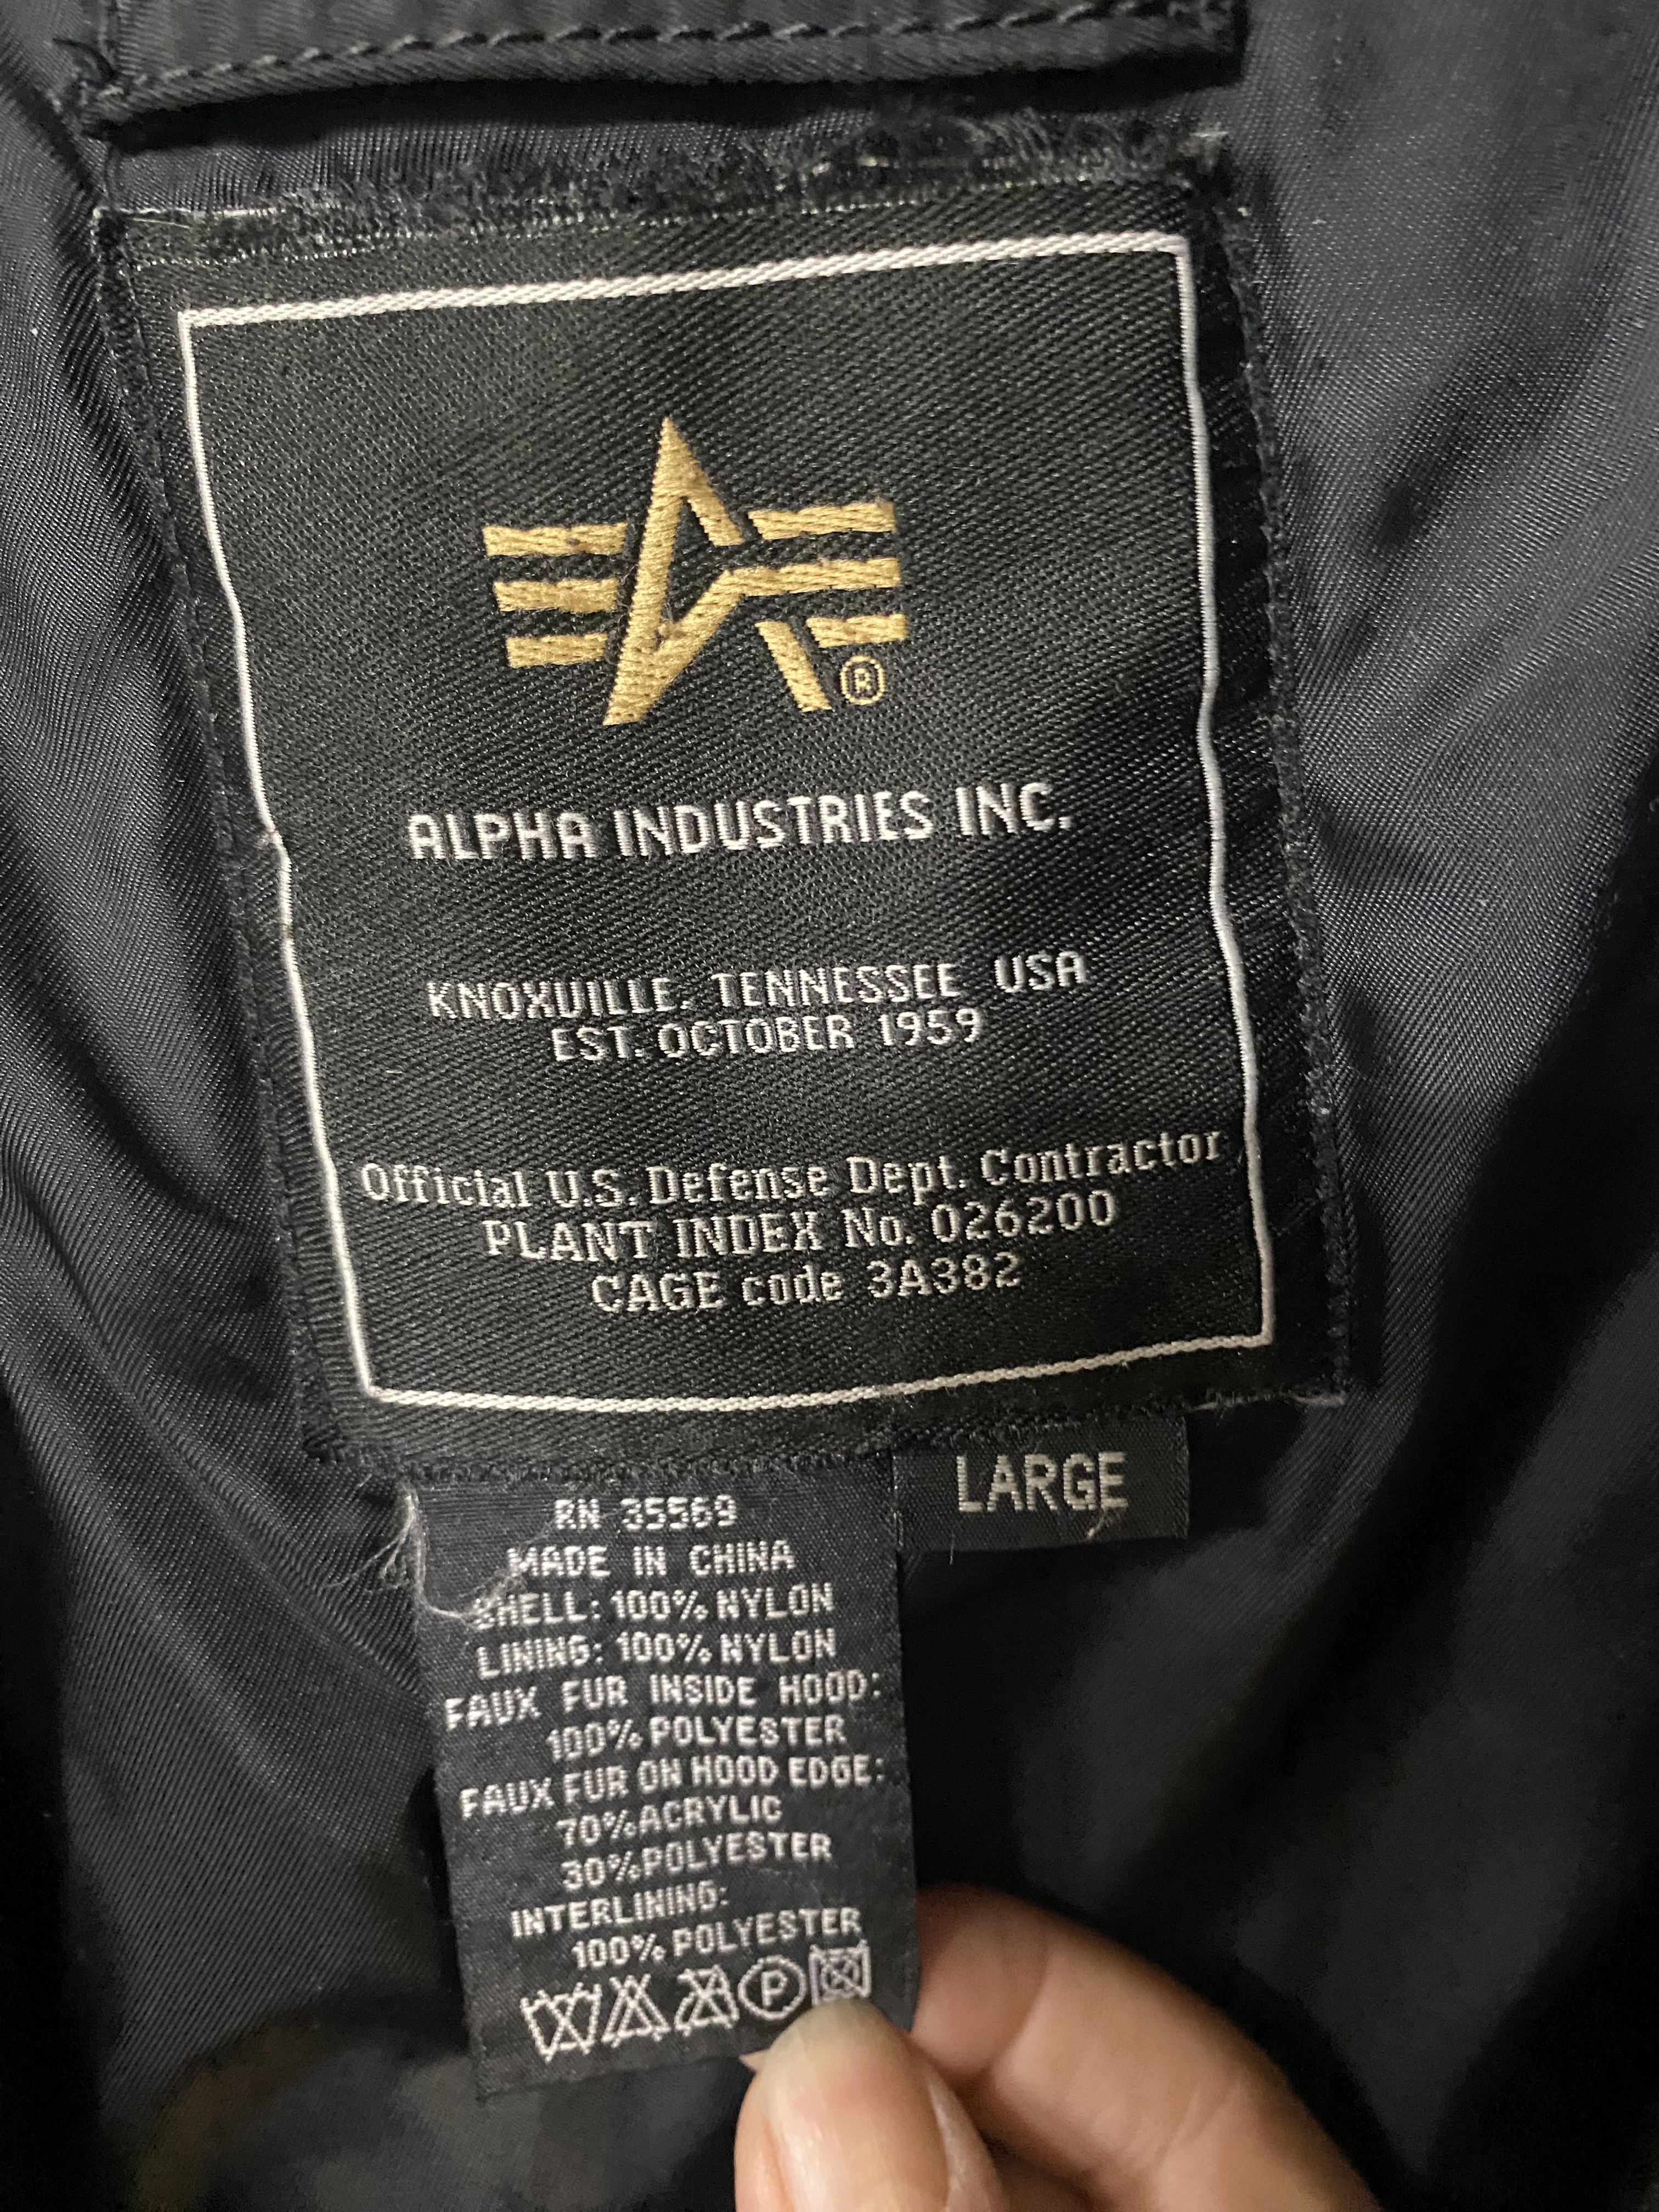 ®
ALPHA INDUSTRIES INC.
KNOXVILLE, TENNESSEE USA
EST. OCTOBER 1959
Official U.S. Defense Dept. Contractor
PLANT INDEX No. 026200
CAGE code 3A382
LARGE
RN 35569
MADE IN CHINA
SHELL: 100% NYLON
LINING: 100% NYLON
FAUX FUR INSIDE HOOD:
100% POLYESTER
FAUX FUR ON HOOD EDGE:
70% ACRYLIC
30% POLYESTER
INTERLINING:
100% POLYESTER
P